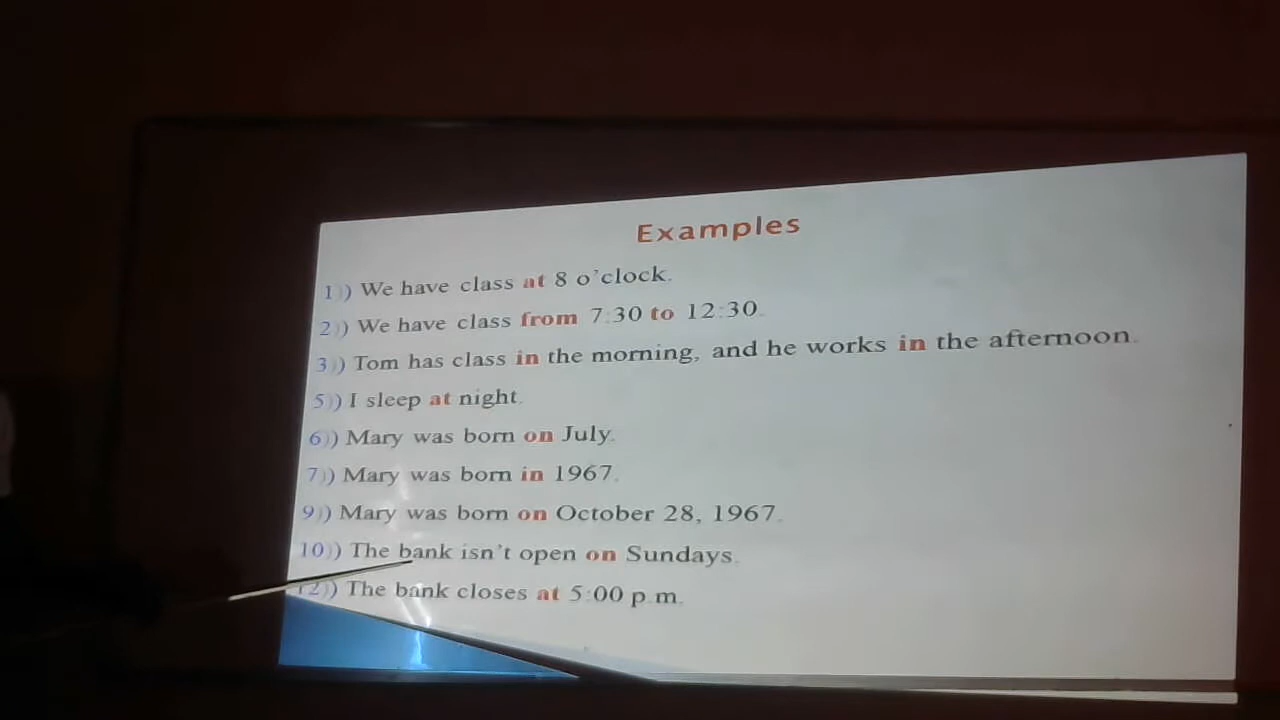 Examples
1)) We have class at 8 o'clock.
2)) We have class from 7:30 to 12:30.
3)) Tom has class in the morning, and he works in the afternoon.
5)) I sleep at night.
6)) Mary was born on July.
7)) Mary was born in 1967.
9)) Mary was born on October 28, 1967.
10)) The bank isn't open on Sundays.
12)) The bank closes at 5:00 p.m.